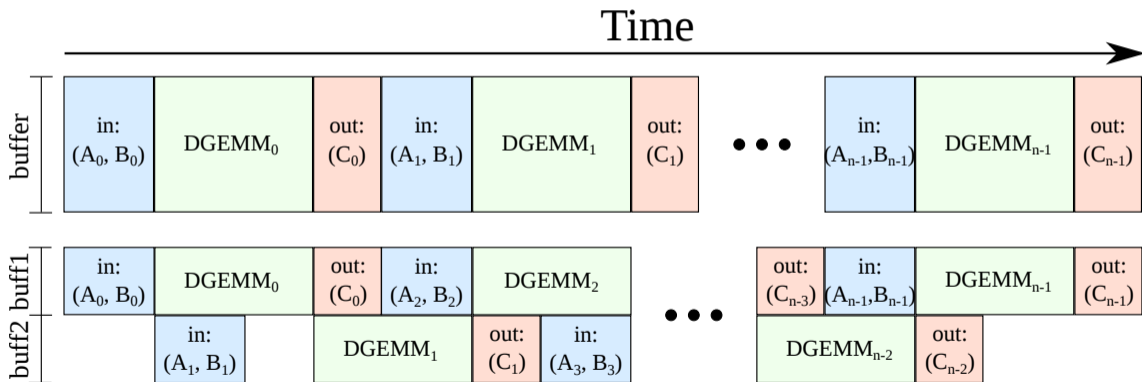 Time
buffer
in:
(A₀, B₀)
DGEMM₀
out:
(C₀)
in:
(A₁, B₁)
DGEMM₁
out:
(C₁)
in:
(Aₙ₋₁,Bₙ₋₁)
DGEMMₙ₋₁
out:
(Cₙ₋₁)
buff1
in:
(A₀, B₀)
DGEMM₀
out:
(C₀)
in:
(A₂, B₂)
DGEMM₂
out:
(Cₙ₋₃)
in:
(Aₙ₋₁,Bₙ₋₁)
DGEMMₙ₋₁
out:
(Cₙ₋₁)
buff2
in:
(A₁, B₁)
DGEMM₁
out:
(C₁)
in:
(A₃, B₃)
DGEMMₙ₋₂
out:
(Cₙ₋₂)